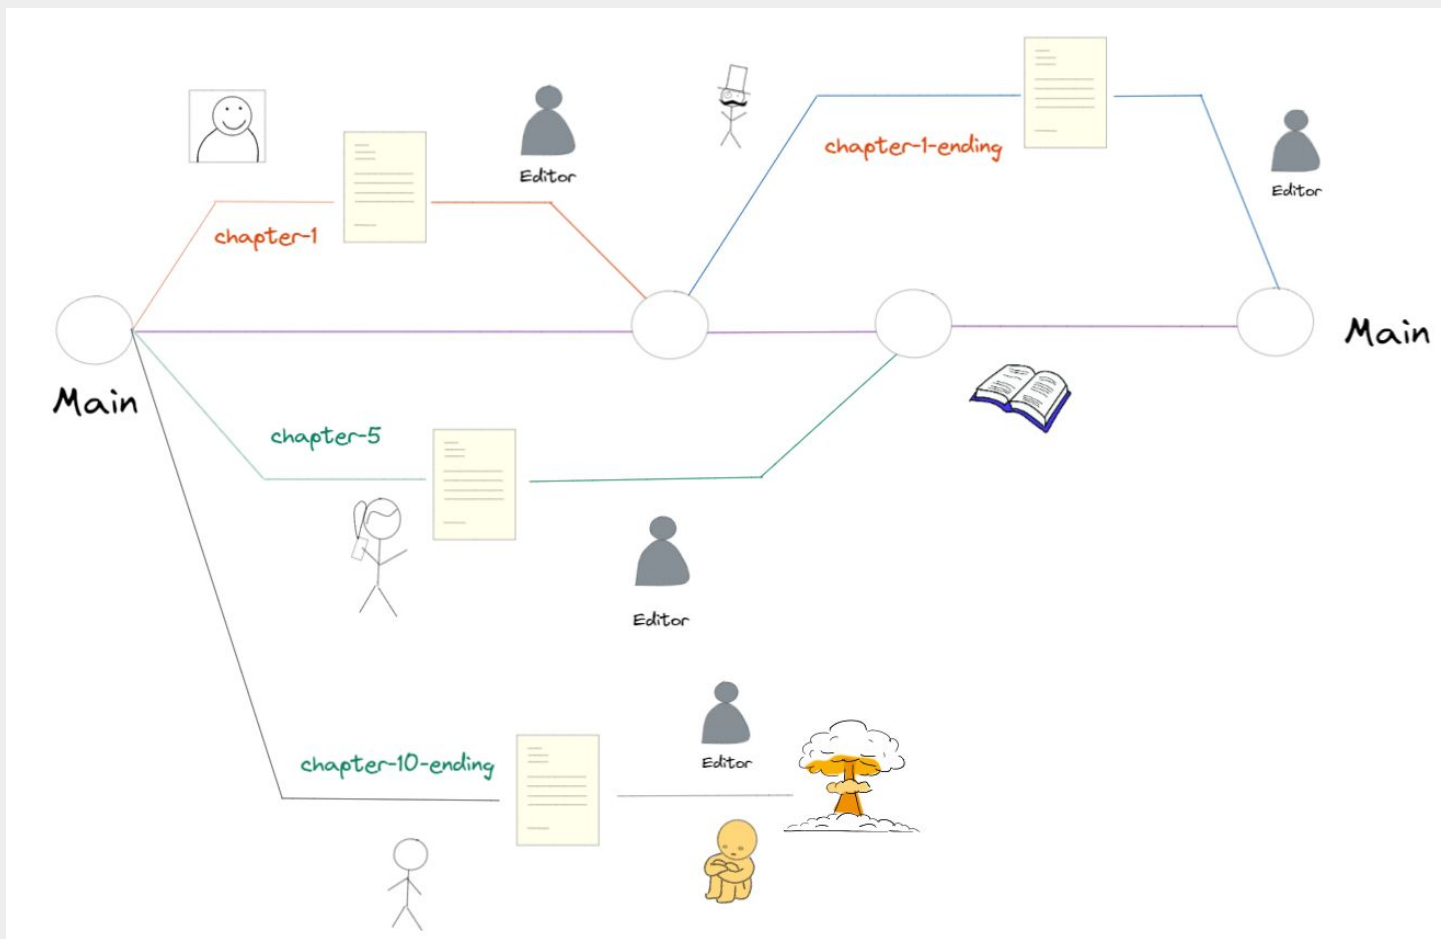 Editor
chapter-1-ending
Editor
chapter-1
Main
Main
chapter-5
Editor
chapter-10-ending
Editor